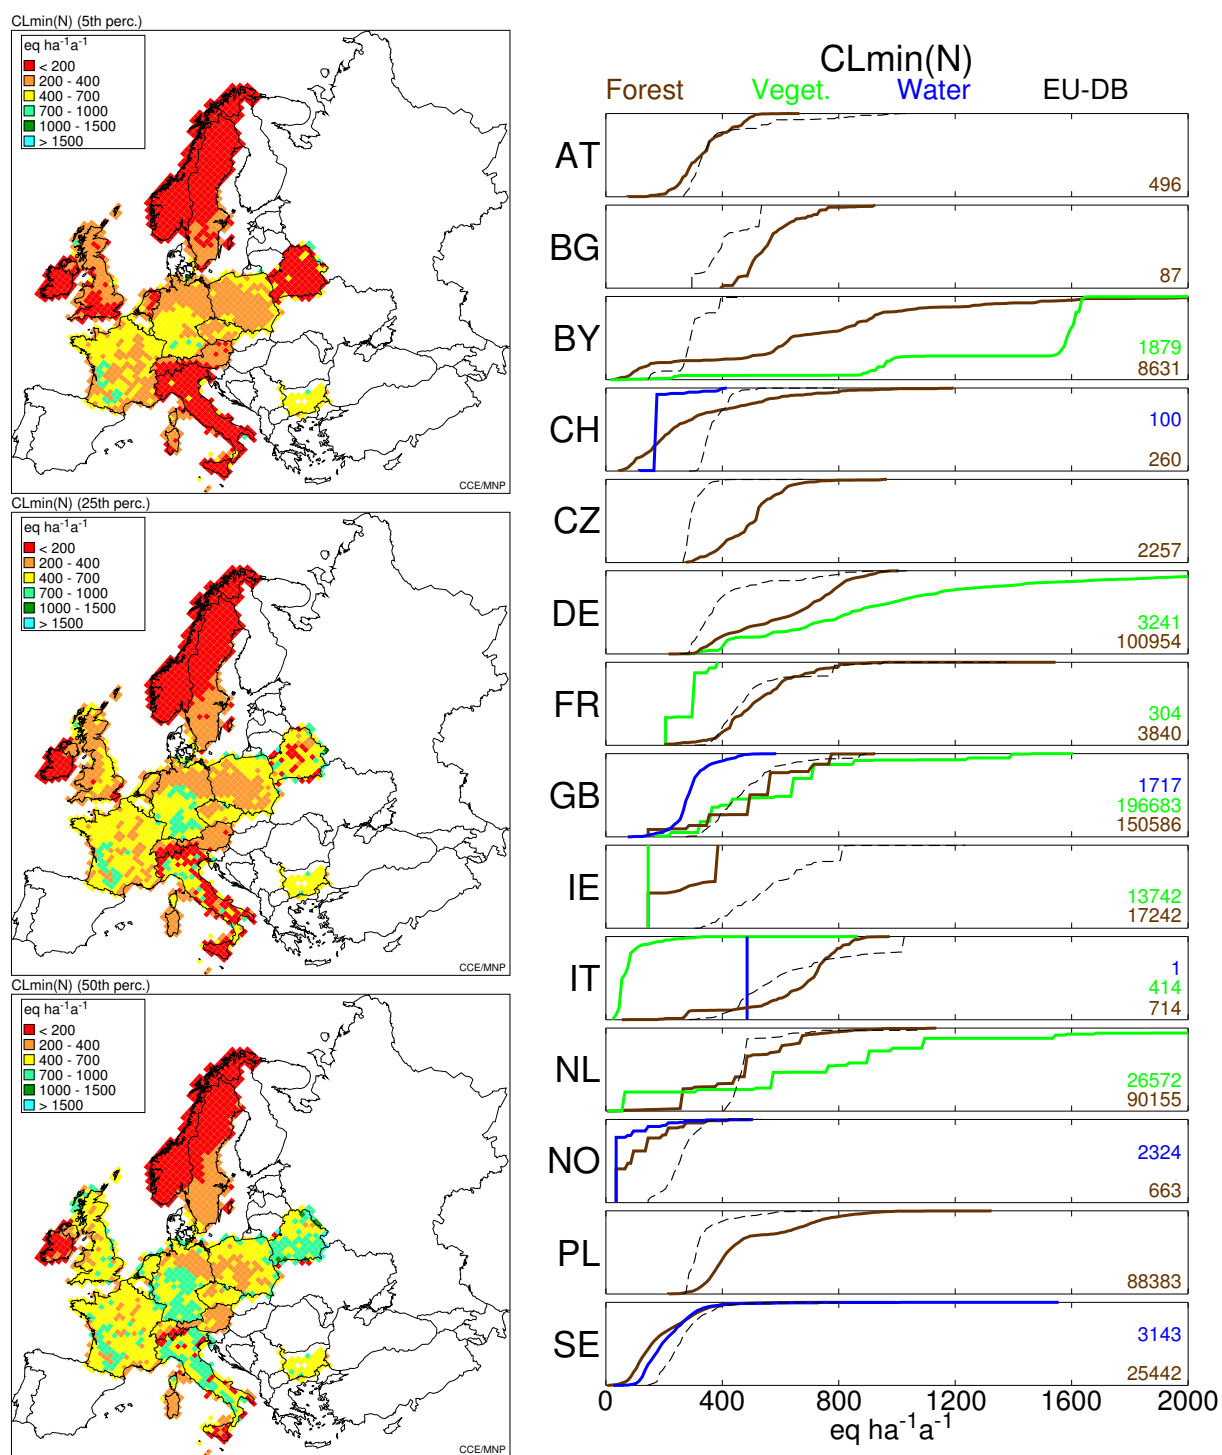 CLmin(N) (5th perc.)
eq ha-1a-1
< 200
200 - 400
400 - 700
700 - 1000
1000 - 1500
> 1500
CCE/MNP
CLmin(N) (25th perc.)
eq ha-1a-1
< 200
200 - 400
400 - 700
700 - 1000
1000 - 1500
> 1500
CCE/MNP
CLmin(N) (50th perc.)
eq ha-1a-1
< 200
200 - 400
400 - 700
700 - 1000
1000 - 1500
> 1500
CCE/MNP
CLmin(N)
Forest Veget. Water EU-DB
AT
496
BG
87
BY
1879
8631
CH
100
260
CZ
2257
DE
3241
100954
FR
304
3840
GB
1717
196683
150586
IE
13742
17242
IT
1
414
714
NL
26572
90155
NO
2324
663
PL
88383
SE
3143
25442
0 400 800 1200 1600 2000
eq ha-1a-1